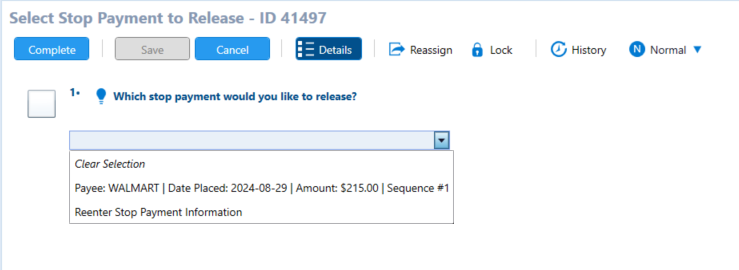 Select Stop Payment to Release - ID 41497
Complete Save Cancel Details Reassign Lock History N Normal ▼
1• Which stop payment would you like to release?
Clear Selection
Payee: WALMART | Date Placed: 2024-08-29 | Amount: $215.00 | Sequence #1
Reenter Stop Payment Information